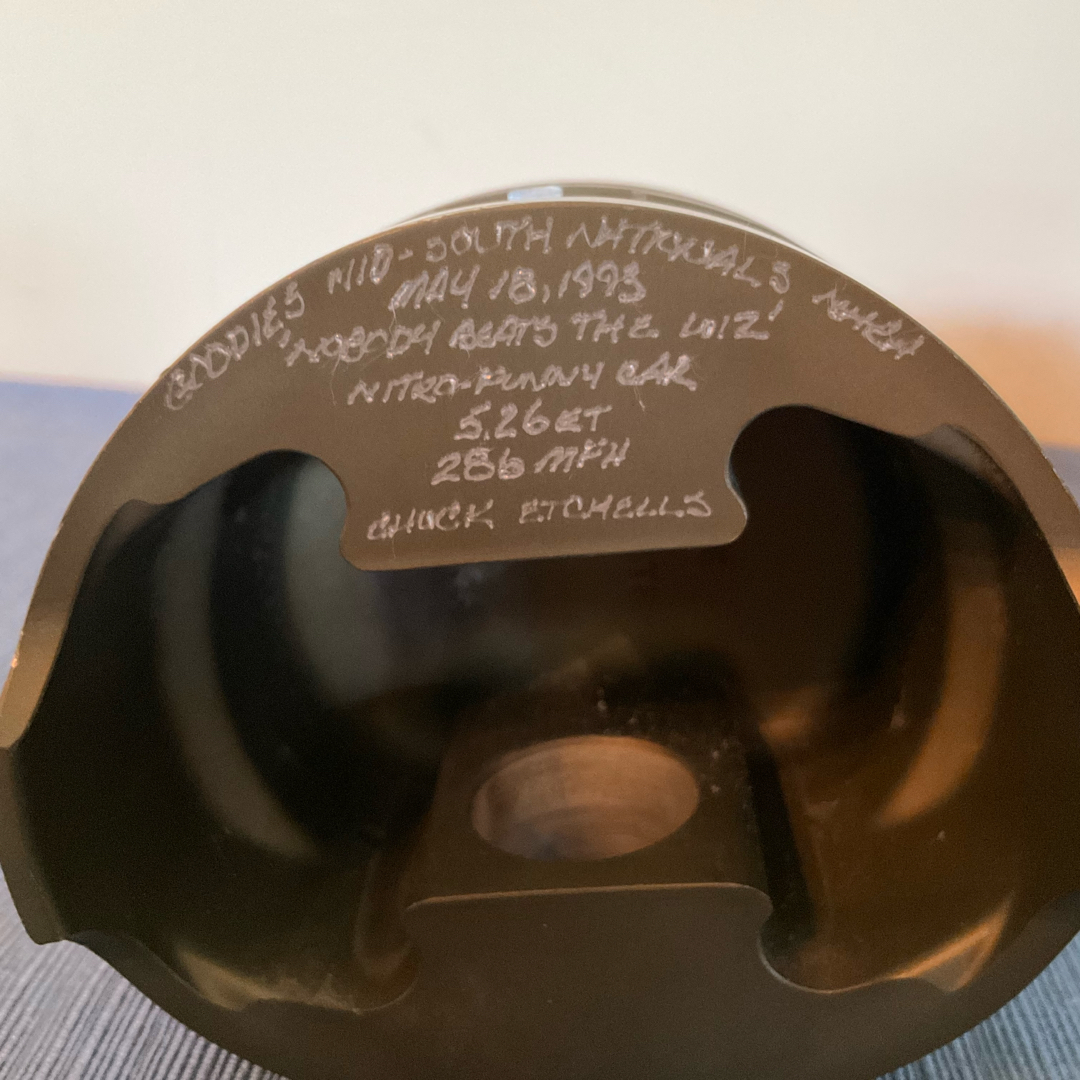 GOODIES MID-SOUTH NATIONALS NHRA
MAY 18, 1993
'NOBODY BEATS THE WIZ'
NITRO-FUNNY CAR
5.26 ET
286 MPH
CHUCK ETCHELLS